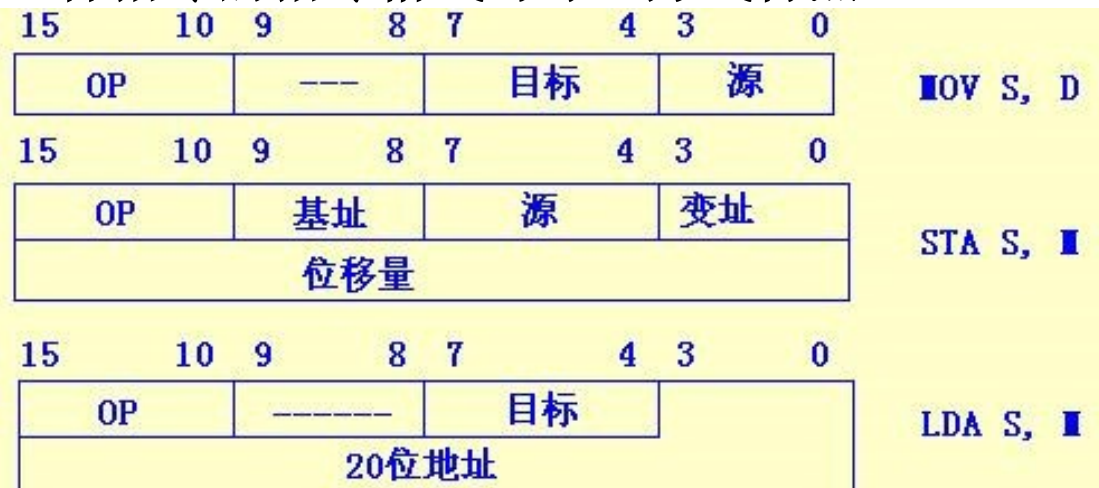 15 10 9 8 7 4 3 0
OP --- 目标 源 MOV S, D
15 10 9 8 7 4 3 0
OP 基址 源 变址
STA S, M
位移量
15 10 9 8 7 4 3 0
OP ------ 目标
LDA S, M
20位地址